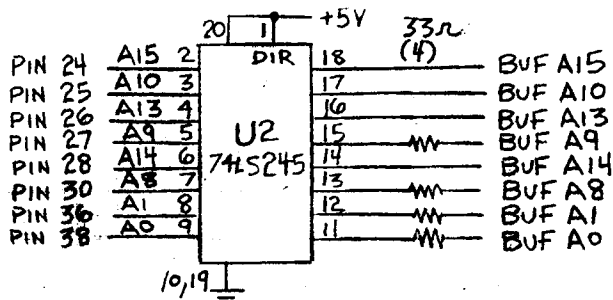 20 1 +5V
DIR
33Ω
(4)
PIN 24 A15 2 18 BUF A15
PIN 25 A10 3 17 BUF A10
PIN 26 A13 4 16 BUF A13
PIN 27 A9 5 15 BUF A9
PIN 28 A14 6 14 BUF A14
PIN 30 A8 7 13 BUF A8
PIN 36 A1 8 12 BUF A1
PIN 38 A0 9 11 BUF A0
U2
74LS245
10,19